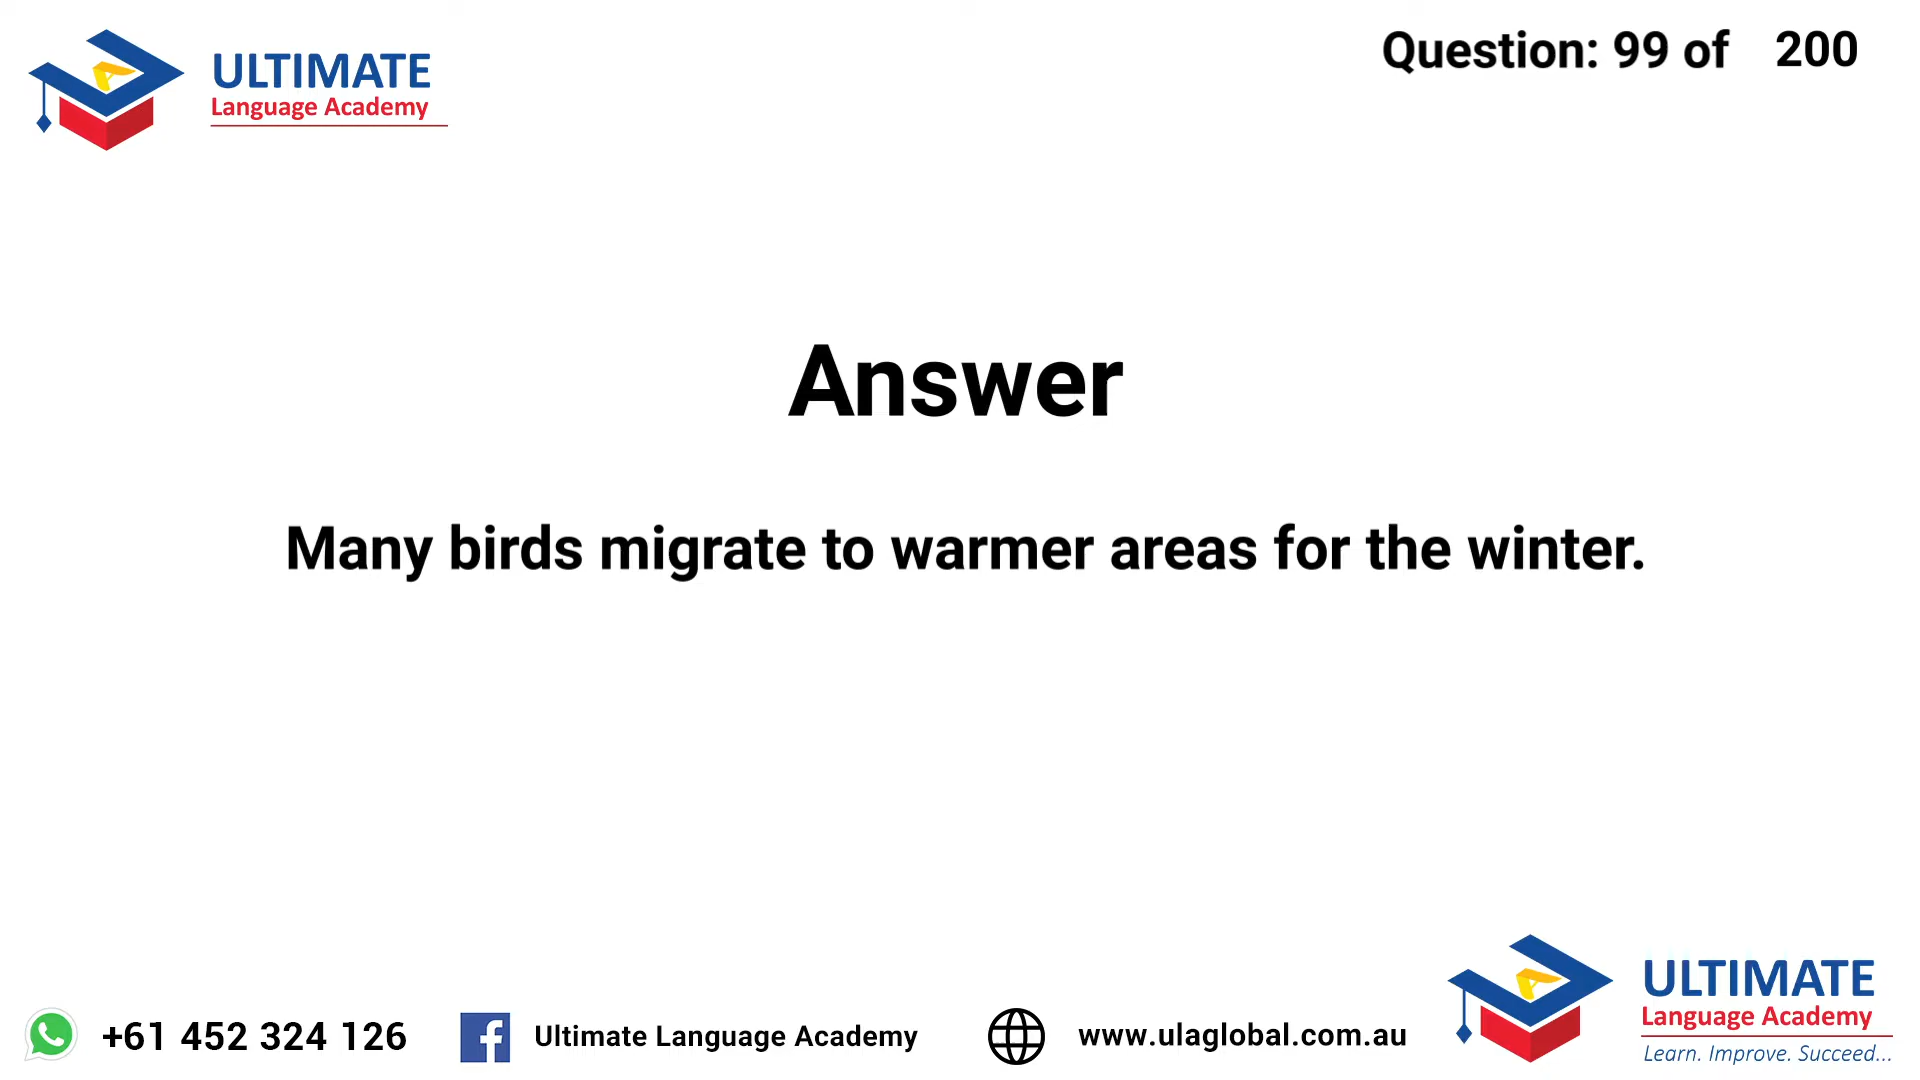 ULTIMATE
Language Academy
Question: 99 of 200
Answer
Many birds migrate to warmer areas for the winter.
+61 452 324 126
Ultimate Language Academy
www.ulaglobal.com.au
ULTIMATE
Language Academy
Learn. Improve. Succeed...